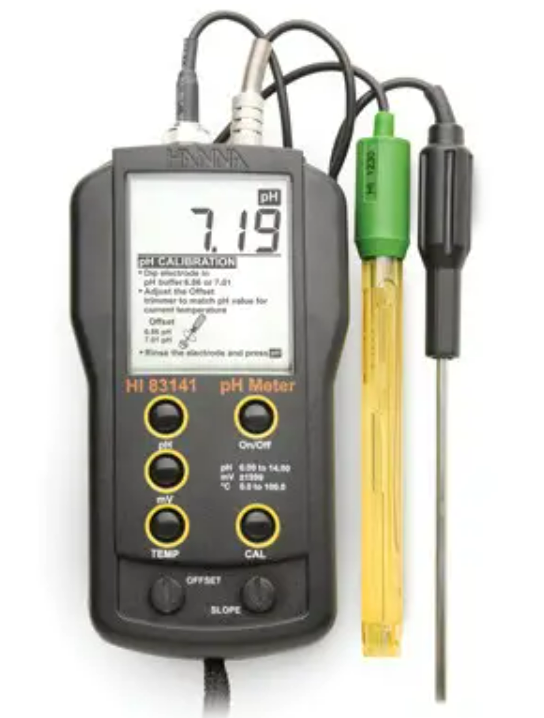 HANNA
pH
7.19
pH CALIBRATION
• Dip electrode in
pH buffer 6.86 or 7.01
• Adjust the Offset
trimmer to match pH value for
current temperature
Offset
6.86 pH
7.01 pH
• Rinse the electrode and press pH
HI 83141 pH Meter
pH On/Off
mV
pH 0.00 to 14.00
mV ±1999
°C 0.0 to 100.0
TEMP CAL
OFFSET
SLOPE
HI 1230